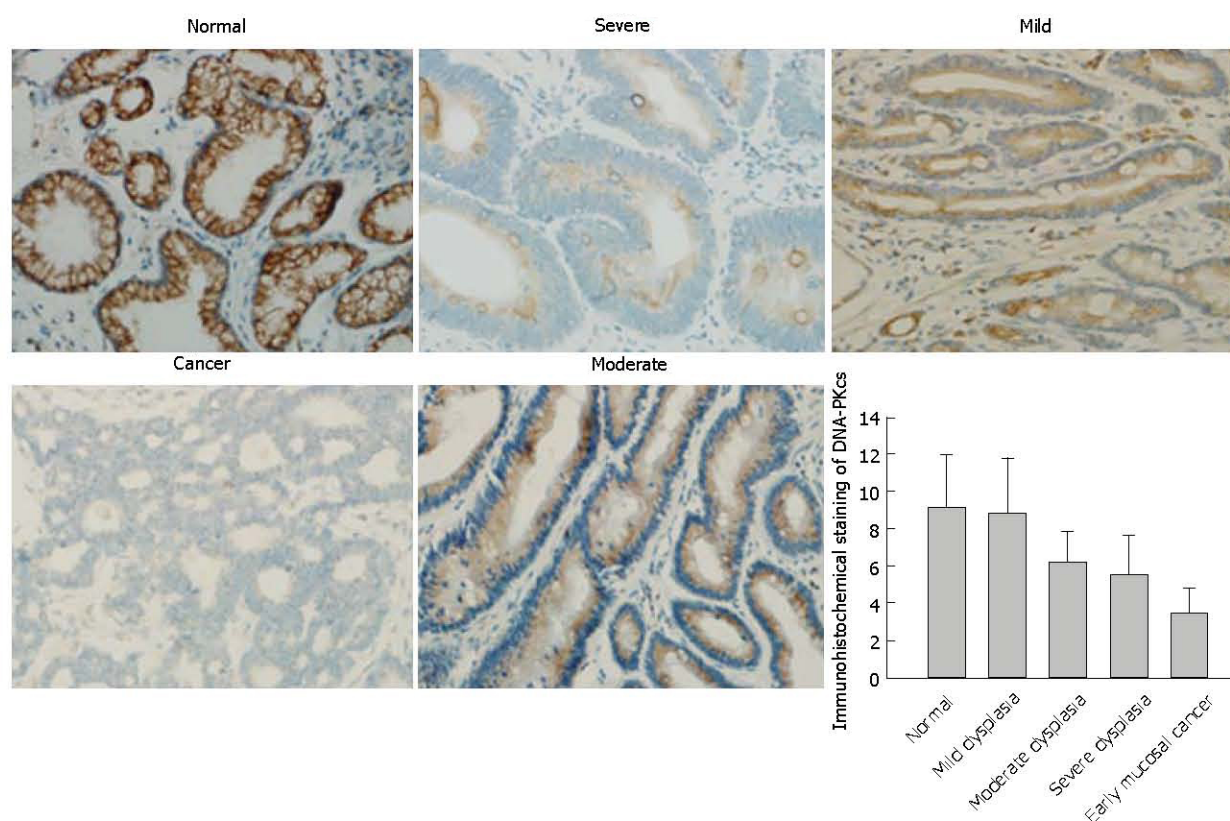 Normal
Severe
Mild
Cancer
Moderate
Immunohistochemical staining of DNA-PKcs
14
12
10
8
6
4
2
0
Normal
Mild dysplasia
Moderate dysplasia
Severe dysplasia
Early mucosal cancer